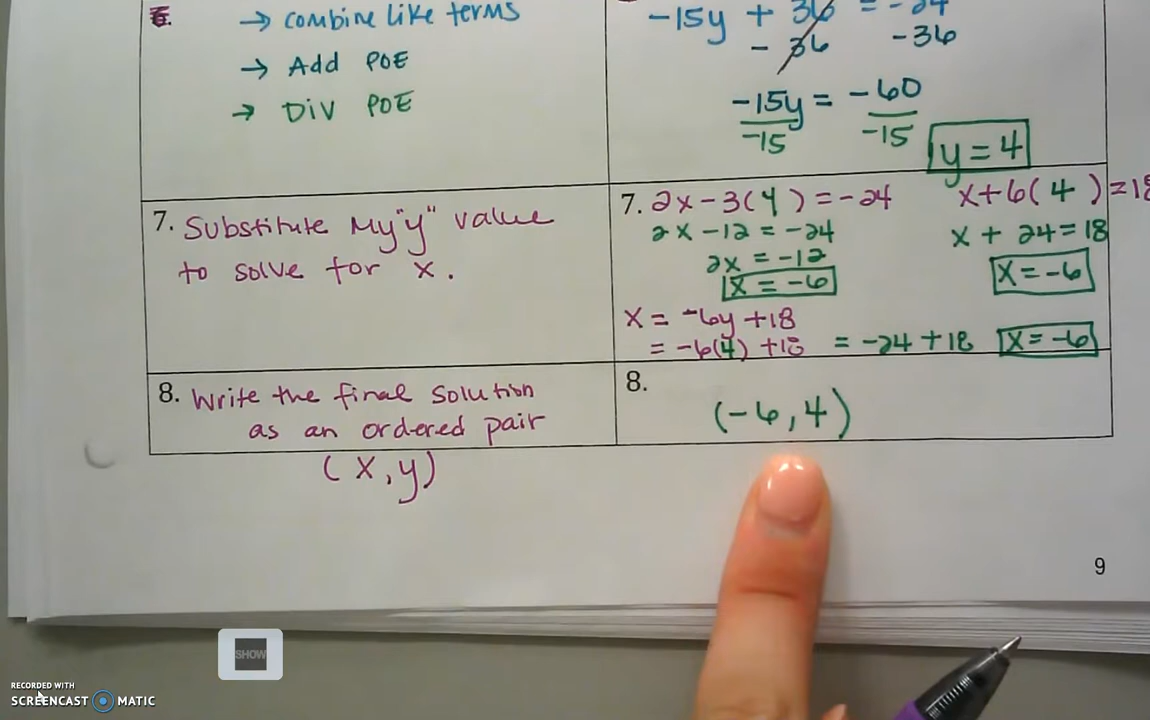 6.
→ combine like terms
→ Add POE
→ Div POE
-15y + 36 = -24
- 36 -36
-15y = -60
-15 -15
y = 4
7. Substitute My "y" value
to solve for x.
7. 2x - 3(4) = -24
2x - 12 = -24
2x = -12
x = -6
x + 6(4) = 18
x + 24 = 18
x = -6
x = -6y + 18
= -6(4) + 18 = -24 + 18 x = -6
8. Write the final solution
as an ordered pair
(x, y)
8.
(-6, 4)
9
SHOW
RECORDED WITH
SCREENCAST MATIC